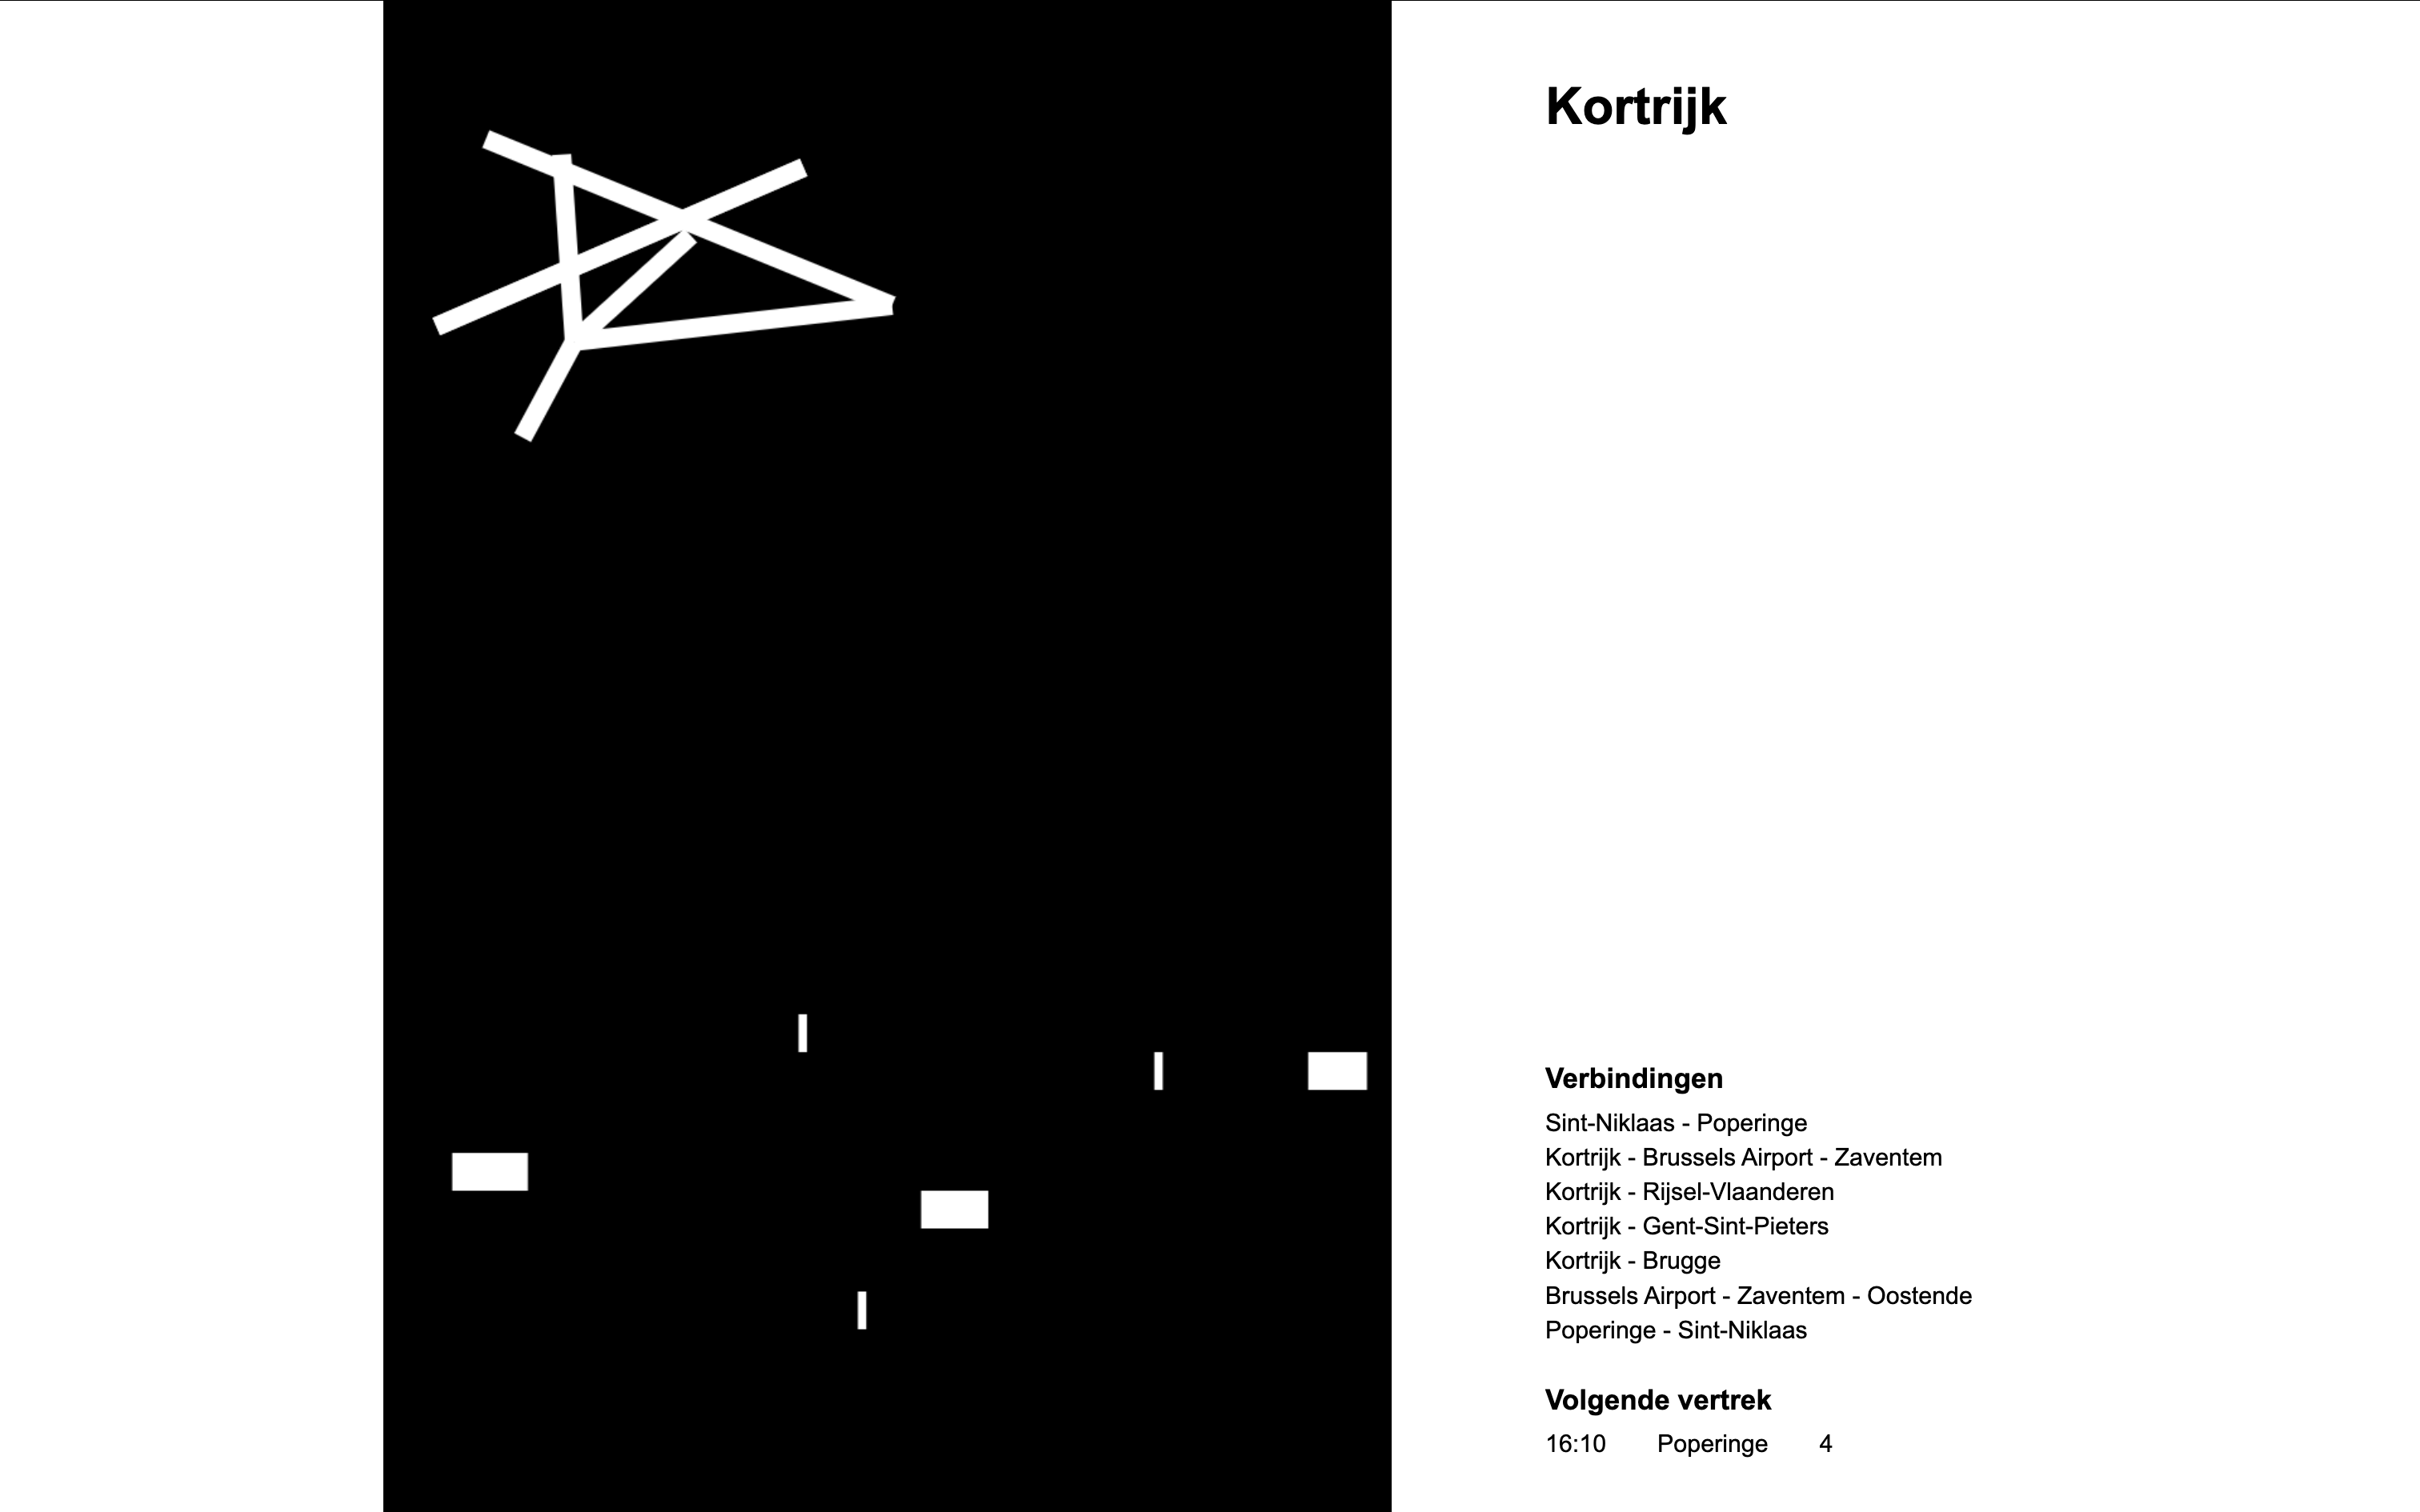 Kortrijk
Verbindingen
Sint-Niklaas - Poperinge
Kortrijk - Brussels Airport - Zaventem
Kortrijk - Rijsel-Vlaanderen
Kortrijk - Gent-Sint-Pieters
Kortrijk - Brugge
Brussels Airport - Zaventem - Oostende
Poperinge - Sint-Niklaas
Volgende vertrek
16:10 Poperinge 4